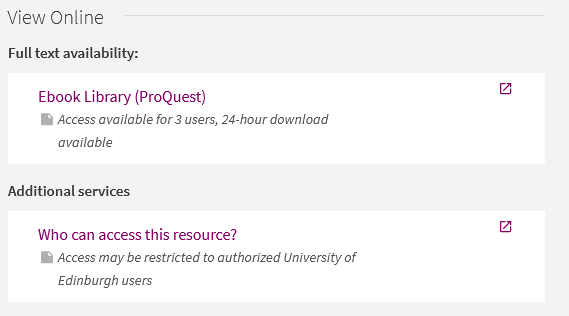 View Online
Full text availability:
Ebook Library (ProQuest)
Access available for 3 users, 24-hour download
available
Additional services
Who can access this resource?
Access may be restricted to authorized University of
Edinburgh users